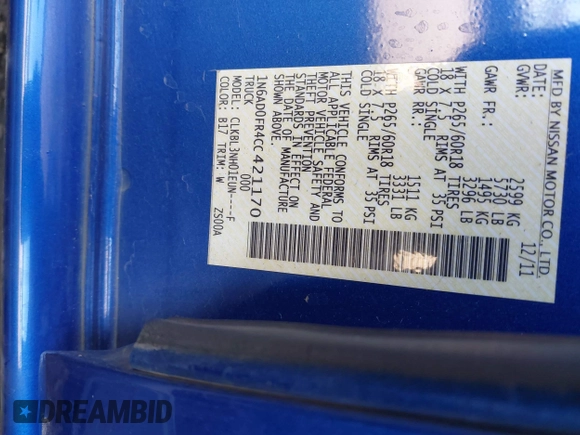 MFD BY NISSAN MOTOR CO., LTD.
DATE: 12/11
GVWR: 2599 KG
5730 LB
GAWR FR.: 1495 KG
3296 LB
WITH P265/60R18 TIRES
18 X 7.5 RIMS AT 35 PSI
COLD SINGLE
GAWR RR: 1511 KG
3331 LB
WITH P265/60R18 TIRES
18 X 7.5 RIMS AT 35 PSI
COLD SINGLE
THIS VEHICLE CONFORMS TO
ALL APPLICABLE FEDERAL
MOTOR VEHICLE SAFETY AND
THEFT PREVENTION
STANDARDS IN EFFECT ON
THE DATE OF MANUFACTURE
SHOWN ABOVE.
1N6AD0FR4CC421170
TRUCK 000
CLKBL3NH01EUN----F
COLOR: B17 TRIM: W ZS00A
DREAMBID